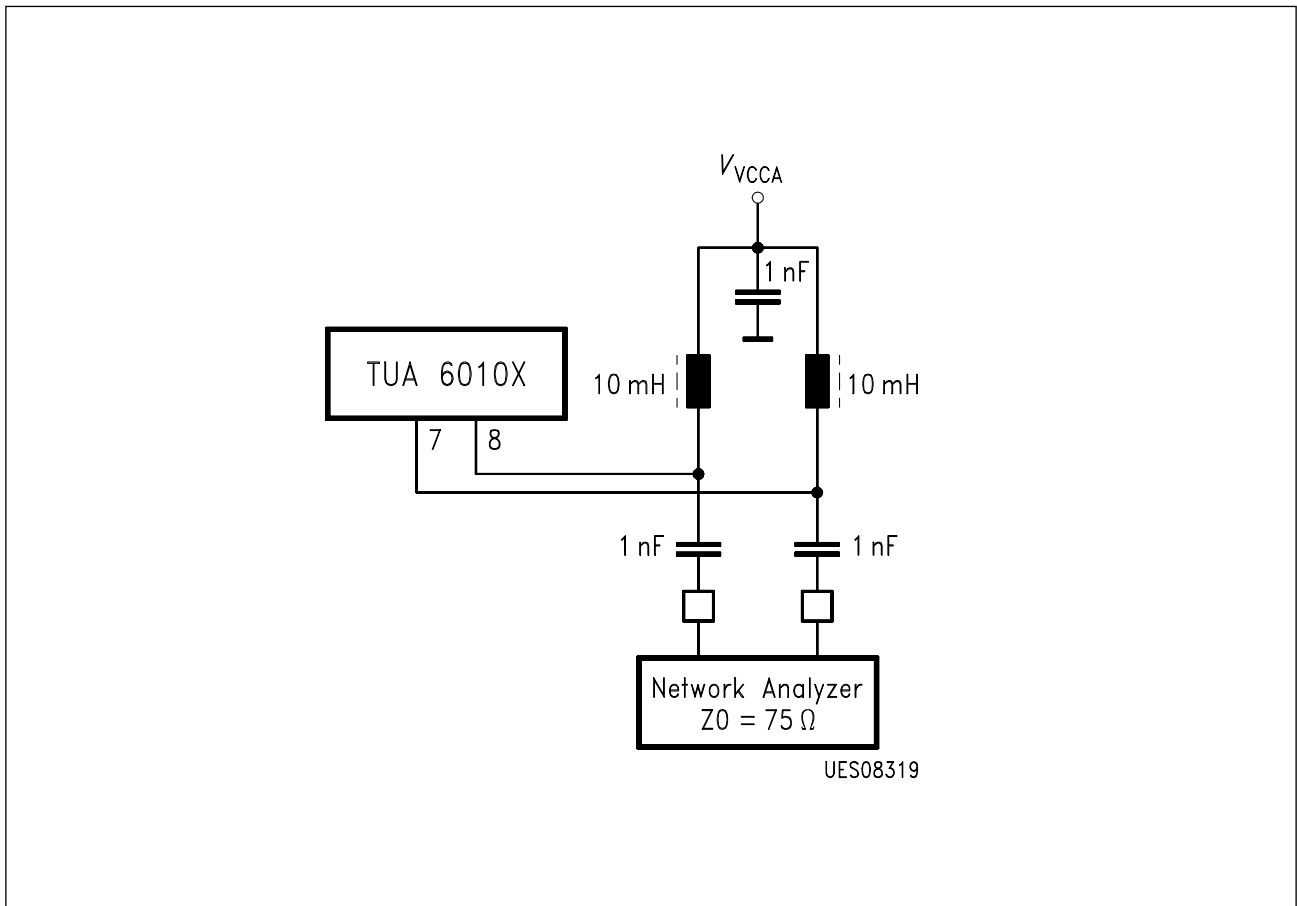 V VCCA
1 nF
TUA 6010X
10 mH
10 mH
7
8
1 nF
1 nF
Network Analyzer
Z0 = 75 Ω
UES08319